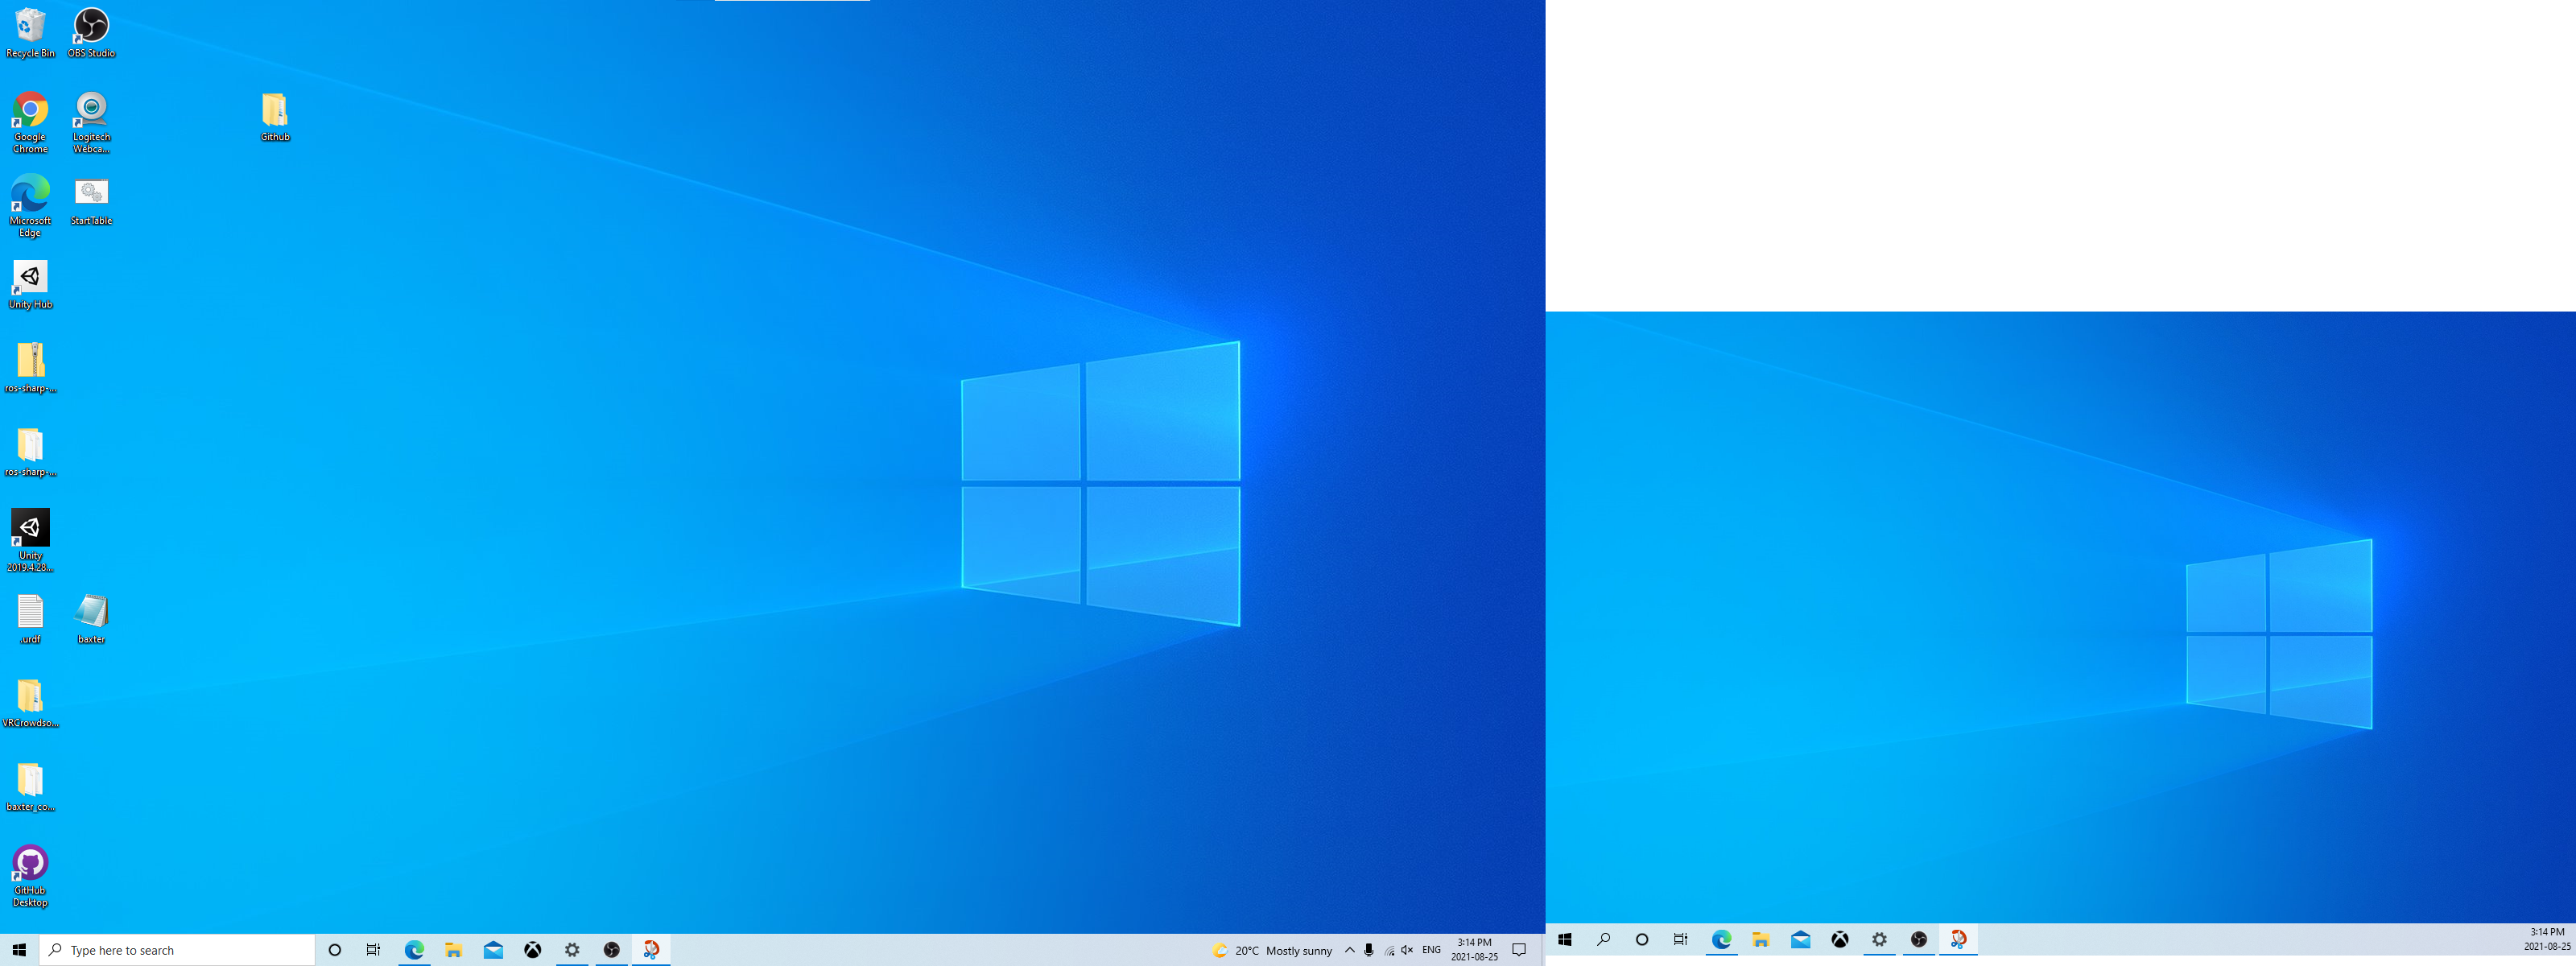 Recycle Bin
OBS Studio
Google
Chrome
Logitech
Webca...
Github
Microsoft
Edge
StartTable
Unity Hub
ros-sharp-...
ros-sharp-...
Unity
2019.4.28...
.urdf
baxter
VRCrowdso...
baxter_co...
GitHub
Desktop
Type here to search
20°C Mostly sunny
ENG
3:14 PM
2021-08-25
3:14 PM
2021-08-25